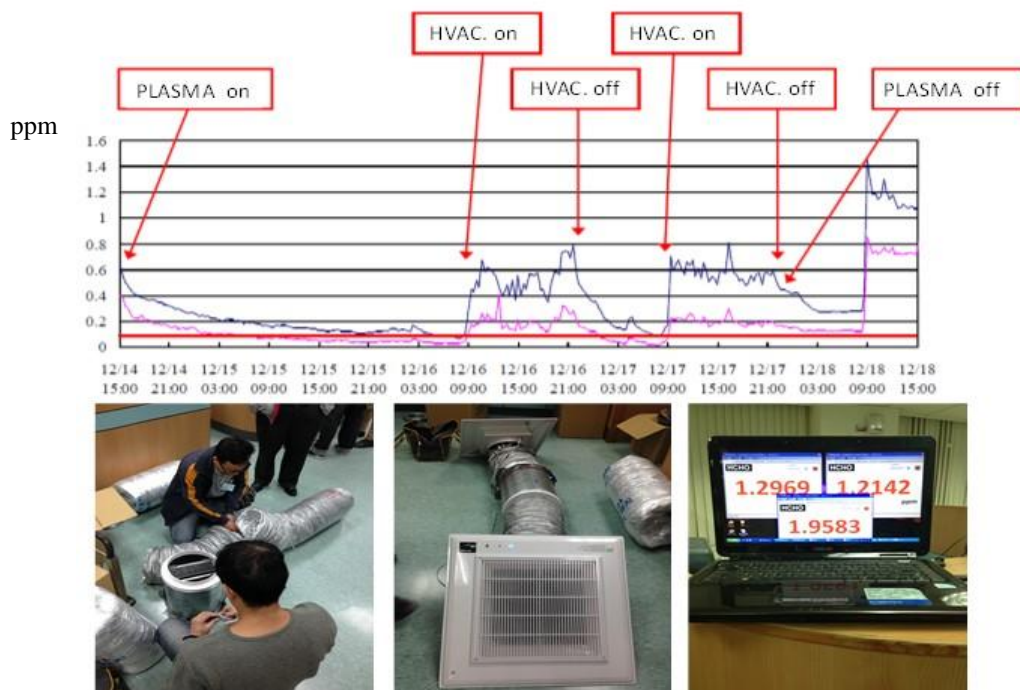 HVAC. on
HVAC. on
PLASMA on
HVAC. off
HVAC. off
PLASMA off
ppm
1.6
1.4
1.2
1
0.8
0.6
0.4
0.2
0
12/14 12/14 12/15 12/15 12/15 12/15 12/16 12/16 12/16 12/16 12/17 12/17 12/17 12/17 12/18 12/18 12/18
15:00 21:00 03:00 09:00 15:00 21:00 03:00 09:00 15:00 21:00 03:00 09:00 15:00 21:00 03:00 09:00 15:00
HCHO
1.2969
HCHO
1.2142
ppm
HCHO
1.9583